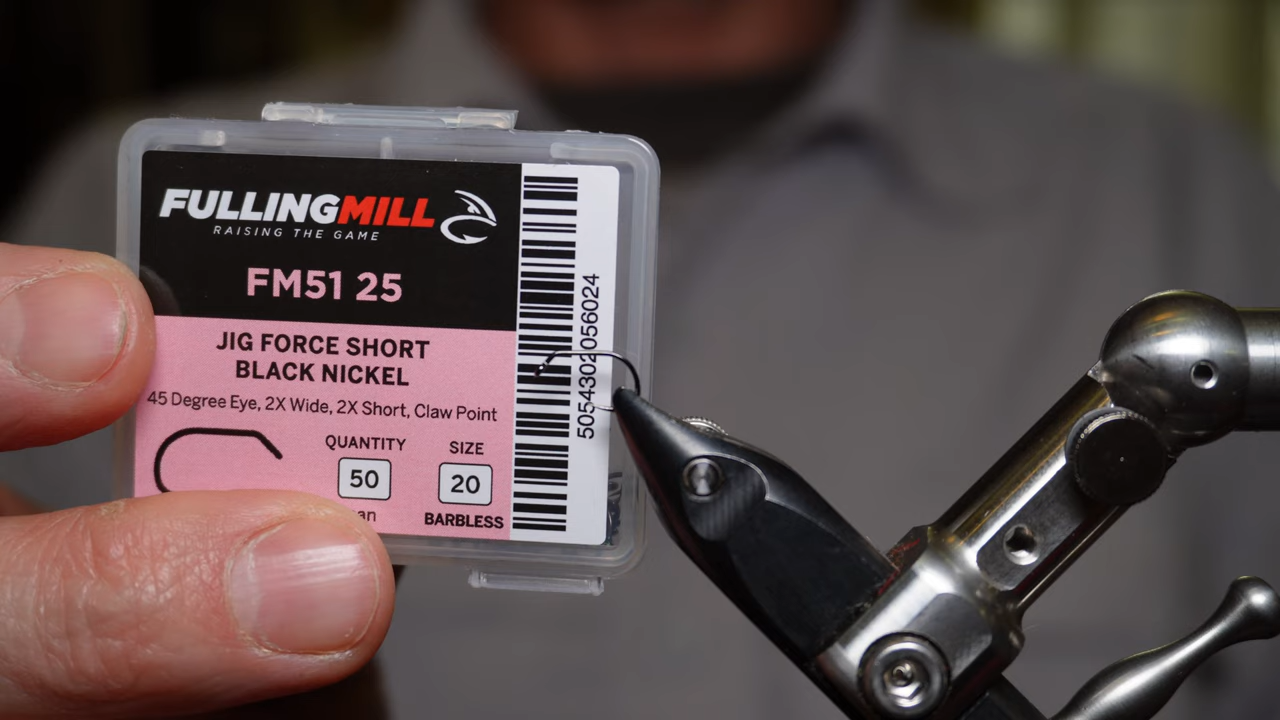 FULLINGMILL
RAISING THE GAME
FM51 25
JIG FORCE SHORT
BLACK NICKEL
45 Degree Eye, 2X Wide, 2X Short, Claw Point
QUANTITY
50
SIZE
20
BARBLESS
5054302056024